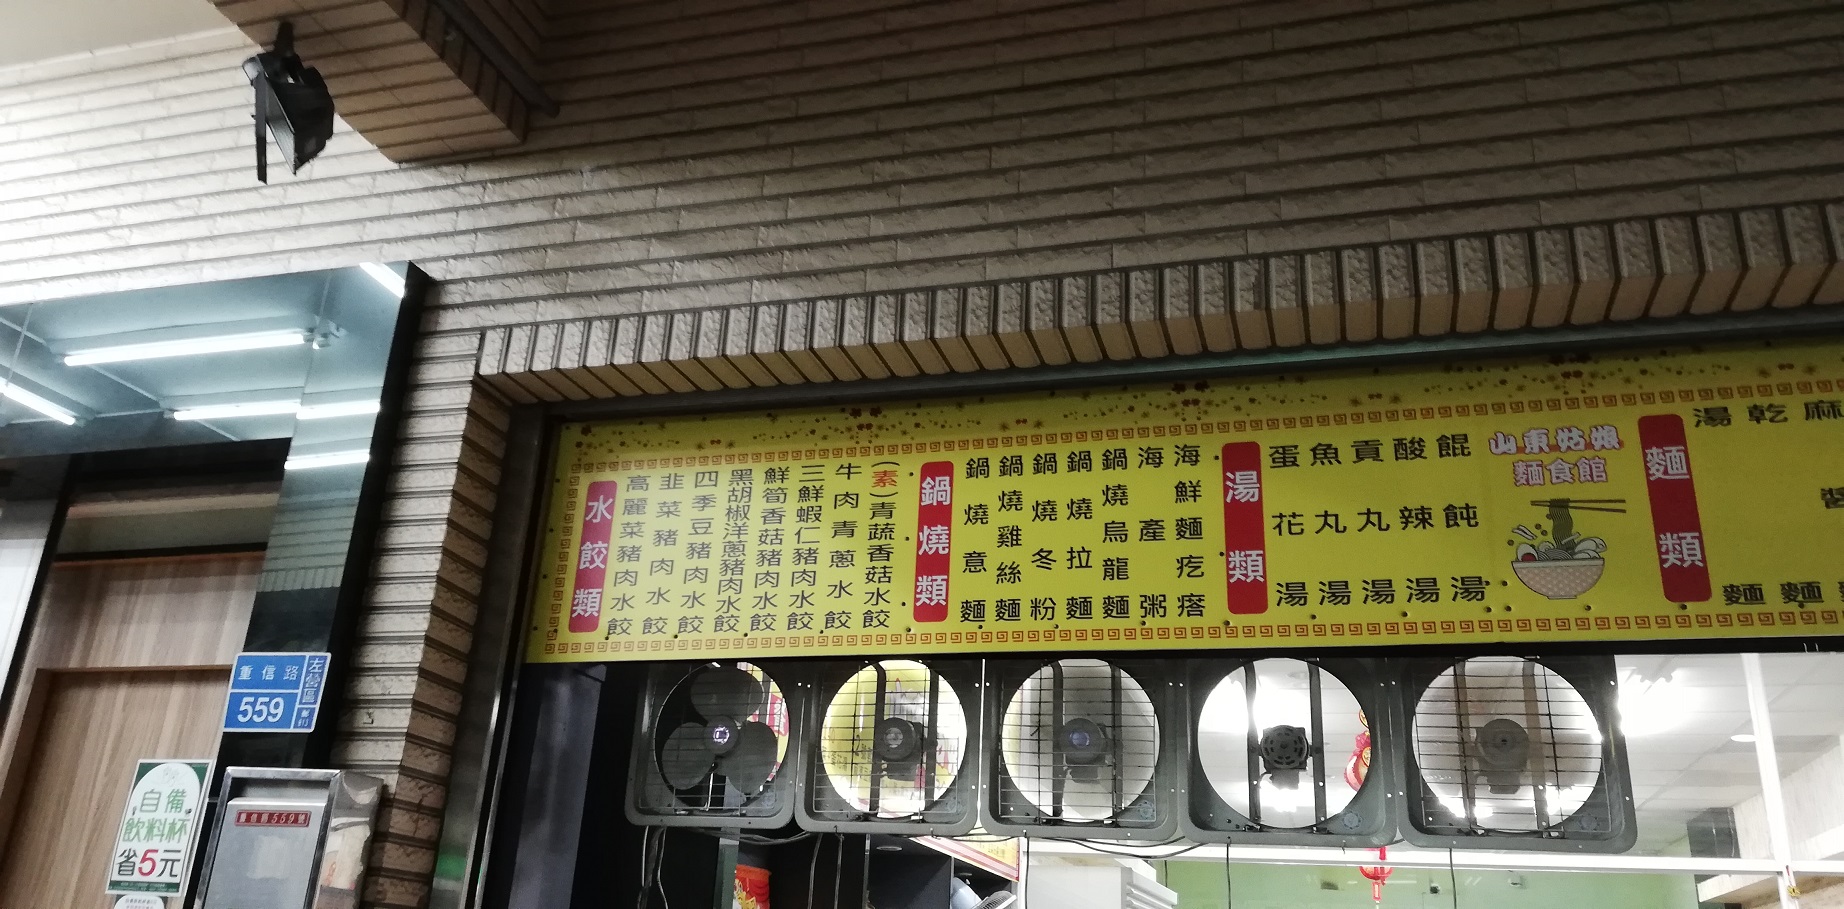 水餃類
高麗菜豬肉水餃
韭菜豬肉水餃
四季豆豬肉水餃
黑胡椒洋蔥豬肉水餃
鮮筍香菇豬肉水餃
三鮮蝦仁豬肉水餃
牛肉青蔥水餃
(素)青蔬香菇水餃
鍋燒類
鍋燒意麵
鍋燒雞絲麵
鍋燒冬粉
鍋燒拉麵
鍋燒烏龍麵
海產粥
海鮮麵疙瘩
湯類
蛋花湯
魚丸湯
貢丸湯
酸辣湯
餛飩湯
山東姑娘
麵食館
麵類
湯麵
乾麵
麻
重信路
559
左營區
自備
飲料杯
省5元
重信路559號